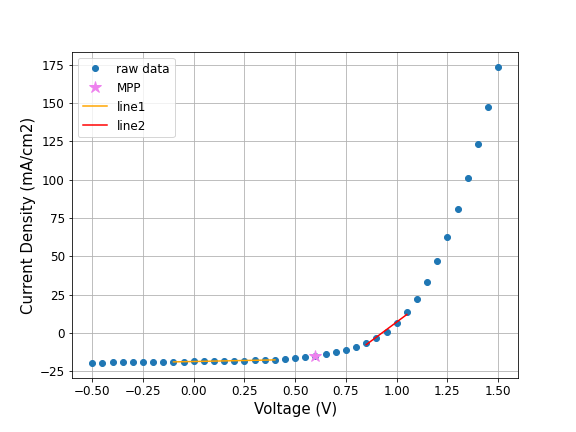 raw data
MPP
line1
line2
175
150
125
100
75
50
25
0
−25
−0.50 −0.25 0.00 0.25 0.50 0.75 1.00 1.25 1.50
Current Density (mA/cm2)
Voltage (V)